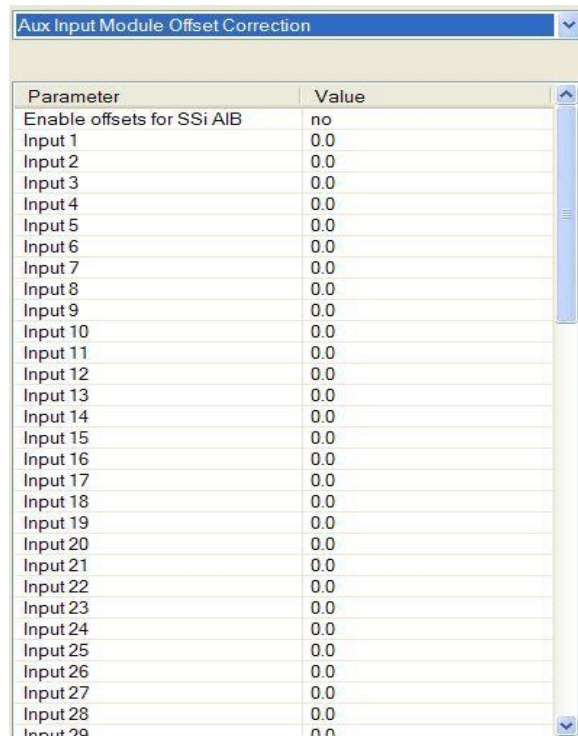 Aux Input Module Offset Correction
Parameter Value
Enable offsets for SSi AIB no
Input 1 0.0
Input 2 0.0
Input 3 0.0
Input 4 0.0
Input 5 0.0
Input 6 0.0
Input 7 0.0
Input 8 0.0
Input 9 0.0
Input 10 0.0
Input 11 0.0
Input 12 0.0
Input 13 0.0
Input 14 0.0
Input 15 0.0
Input 16 0.0
Input 17 0.0
Input 18 0.0
Input 19 0.0
Input 20 0.0
Input 21 0.0
Input 22 0.0
Input 23 0.0
Input 24 0.0
Input 25 0.0
Input 26 0.0
Input 27 0.0
Input 28 0.0
Input 29 0.0